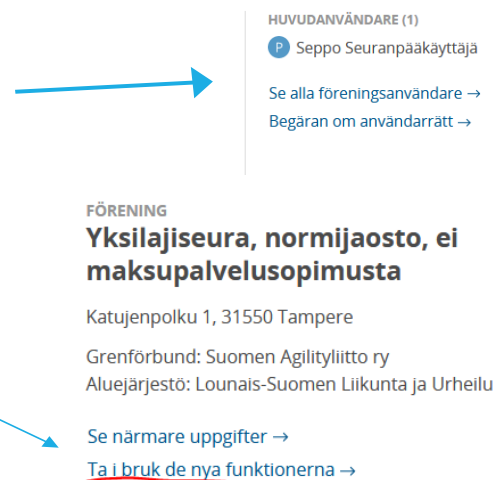 HUVUDANVÄNDARE (1)
P Seppo Seuranpääkäyttäjä
Se alla föreningsanvändare →
Begäran om användarrätt →
FÖRENING
Yksilajiseura, normijaosto, ei
maksupalvelusopimusta
Katujenpolku 1, 31550 Tampere
Grenförbund: Suomen Agilityliitto ry
Aluejärjestö: Lounais-Suomen Liikunta ja Urheilu
Se närmare uppgifter →
Ta i bruk de nya funktionerna →